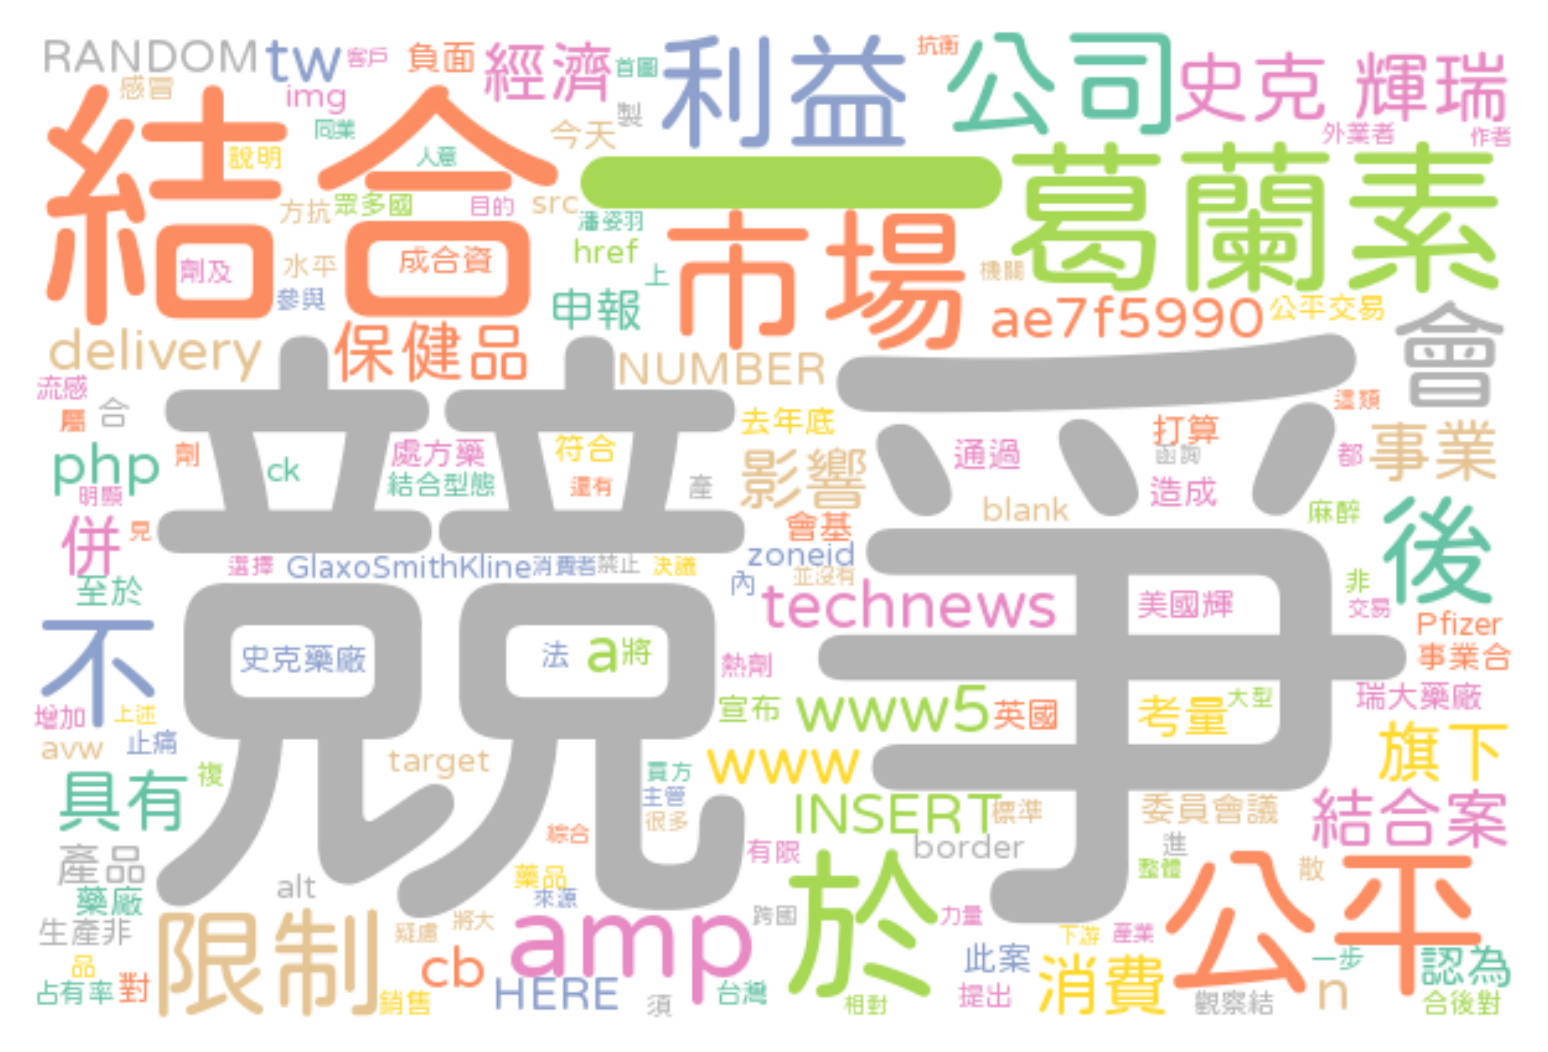 RANDOM
tw
客戶
負面
經濟
首圖
利益
抗衡
公司
史克
輝瑞
感冒
img
同業
製
今天
外業者
作者
結合
說明
人意
一
葛蘭素
方抗
眾多國
目的
src
潘姿羽
市場
劑及
成合資
href
水平
上
機關
參與
申報
ae7f5990
公平交易
會
delivery
保健品
NUMBER
流感
屬
合
這類
去年底
競爭
打算
函詢
php
劑
ck
處方藥
符合
影響
通過
都
事業
明顯
結合型態
還有
產
造成
併
見
blank
麻醉
後
會基
選擇
GlaxoSmithKline
消費者
禁止
決議
zoneid
至於
內
並沒有
非
technews
美國輝
交易
不
Pfizer
史克藥廠
法
a
將
熱劑
事業合
增加
上述
宣布
www5
英國
考量
大型
瑞大藥廠
avw
止痛
target
買方
www
旗下
具有
複
主管
很多
INSERT
標準
委員會議
結合案
綜合
border
進
產品
alt
藥品
有限
於
整體
散
公平
藥廠
來源
限制
疑慮
將大
amp
跨國
力量
生產非
下游
產業
品
cb
此案
消費
一步
認為
占有率
對
銷售
HERE
須
台灣
相對
提出
觀察結
n
合後對